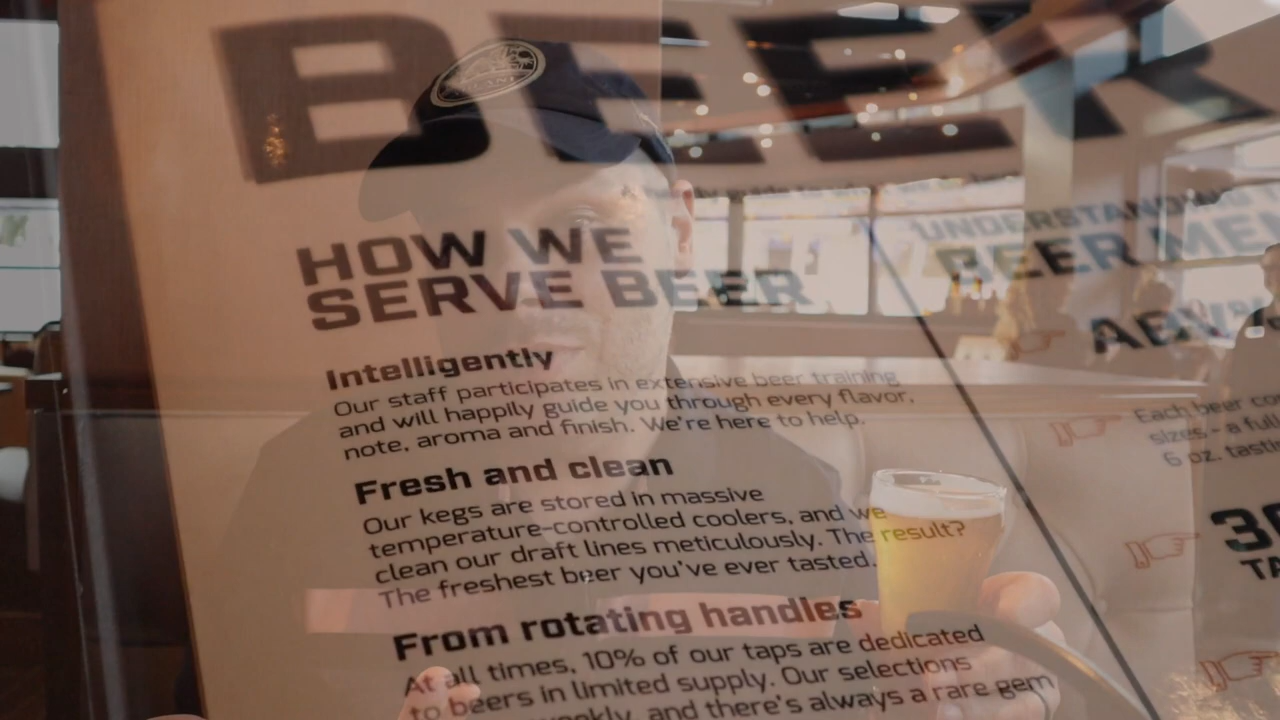 BEER
HOW WE
SERVE BEER
Intelligently
Our staff participates in extensive beer training
and will happily guide you through every flavor,
note, aroma and finish. We're here to help.
Fresh and clean
Our kegs are stored in massive
temperature-controlled coolers, and we
clean our draft lines meticulously. The result?
The freshest beer you've ever tasted.
From rotating handles
At all times, 10% of our taps are dedicated
to beers in limited supply. Our selections
weekly, and there's always a rare gem
UNDERSTANDING
BEER
Each beer
sizes - a full
6 oz.